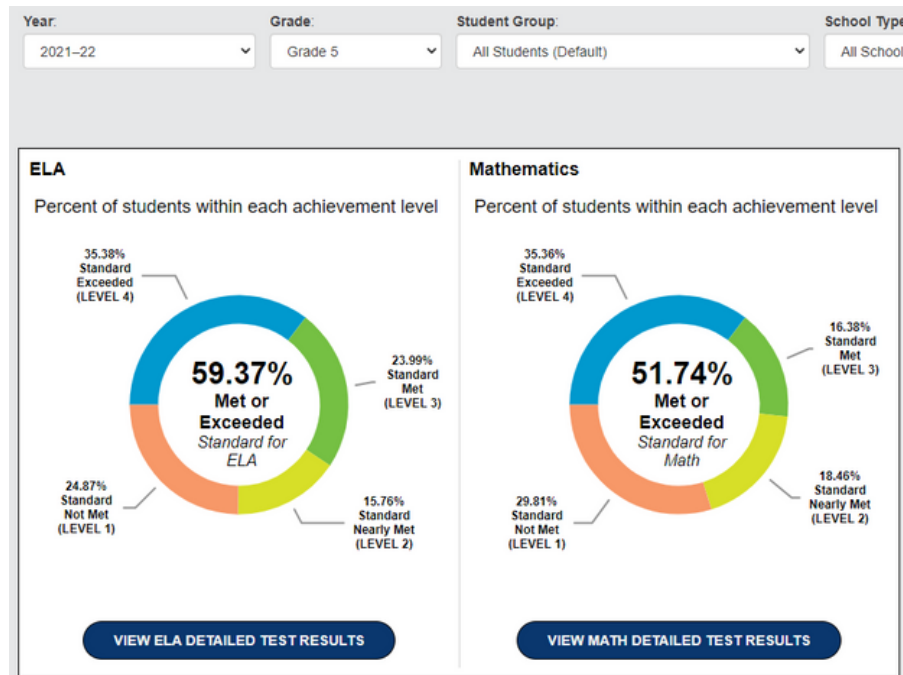 Year:
Grade:
Student Group:
School Type
2021–22
Grade 5
All Students (Default)
All School
ELA
Percent of students within each achievement level
35.38%
Standard
Exceeded
(LEVEL 4)
59.37%
Met or
Exceeded
Standard for
ELA
23.99%
Standard
Met
(LEVEL 3)
24.87%
Standard
Not Met
(LEVEL 1)
15.76%
Standard
Nearly Met
(LEVEL 2)
VIEW ELA DETAILED TEST RESULTS
Mathematics
Percent of students within each achievement level
35.36%
Standard
Exceeded
(LEVEL 4)
51.74%
Met or
Exceeded
Standard for
Math
16.38%
Standard
Met
(LEVEL 3)
29.81%
Standard
Not Met
(LEVEL 1)
18.46%
Standard
Nearly Met
(LEVEL 2)
VIEW MATH DETAILED TEST RESULTS